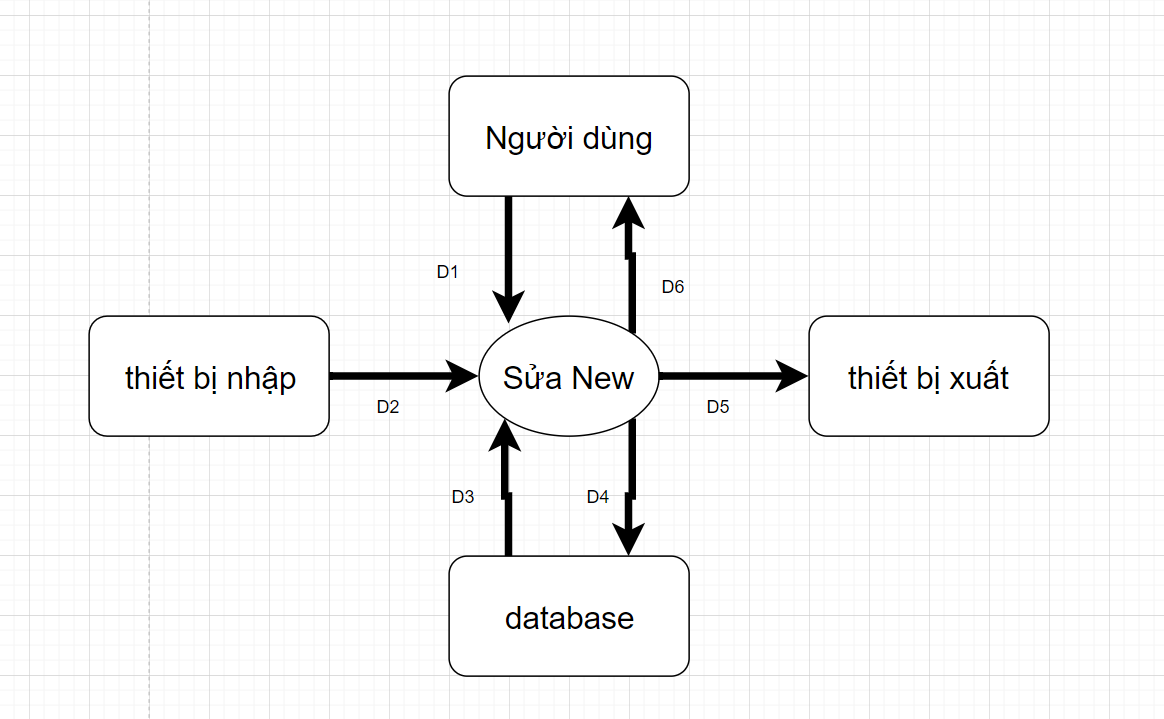 Người dùng
D1
D6
thiết bị nhập
Sửa New
thiết bị xuất
D2
D5
D3
D4
database